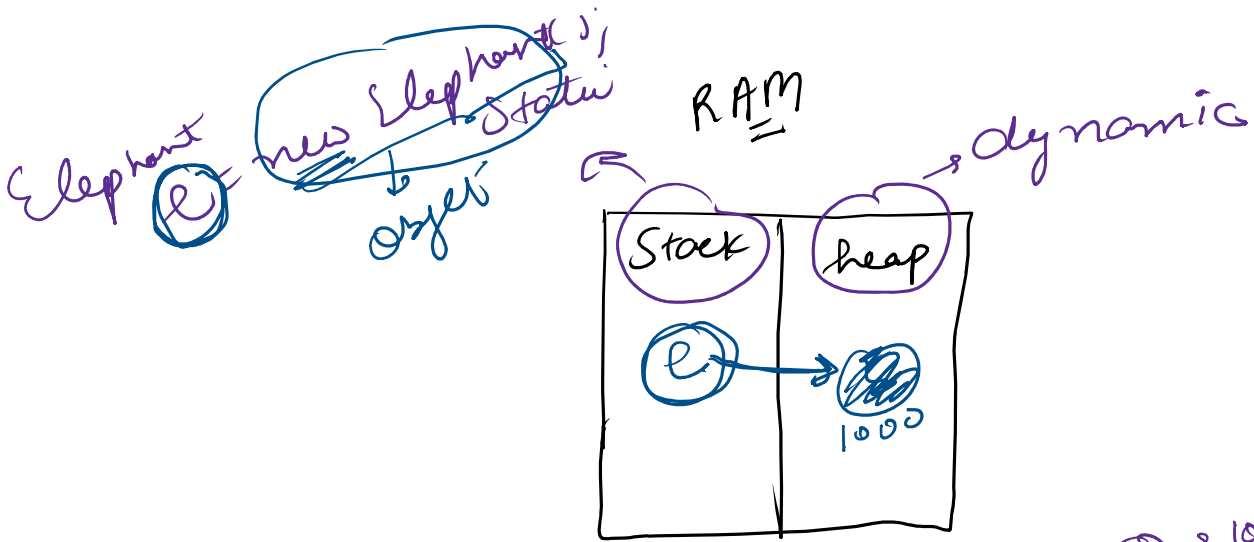 Elephant e = new Elephant();
Static
object
RAM
dynamic
Stack
heap
e
1000